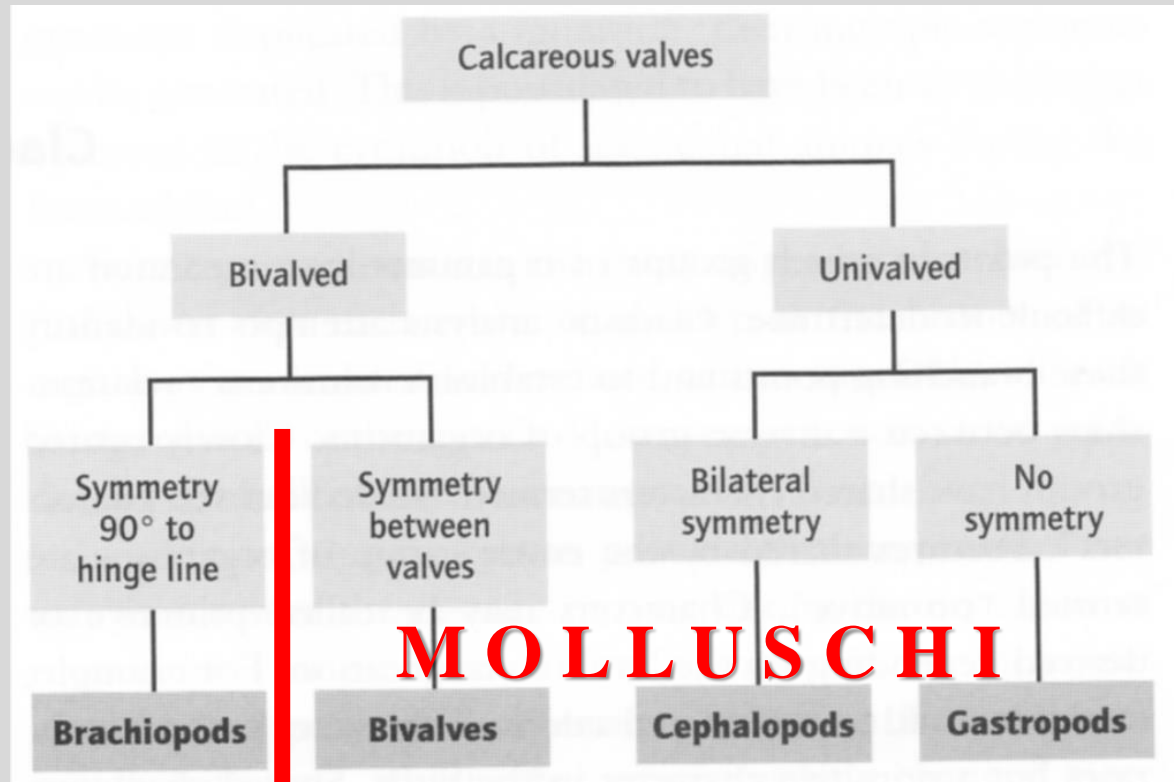 Calcareous valves
Bivalved
Univalved
Symmetry
90° to
hinge line
Symmetry
between
valves
Bilateral
symmetry
No
symmetry
M O L L U S C H I
Brachiopods
Bivalves
Cephalopods
Gastropods